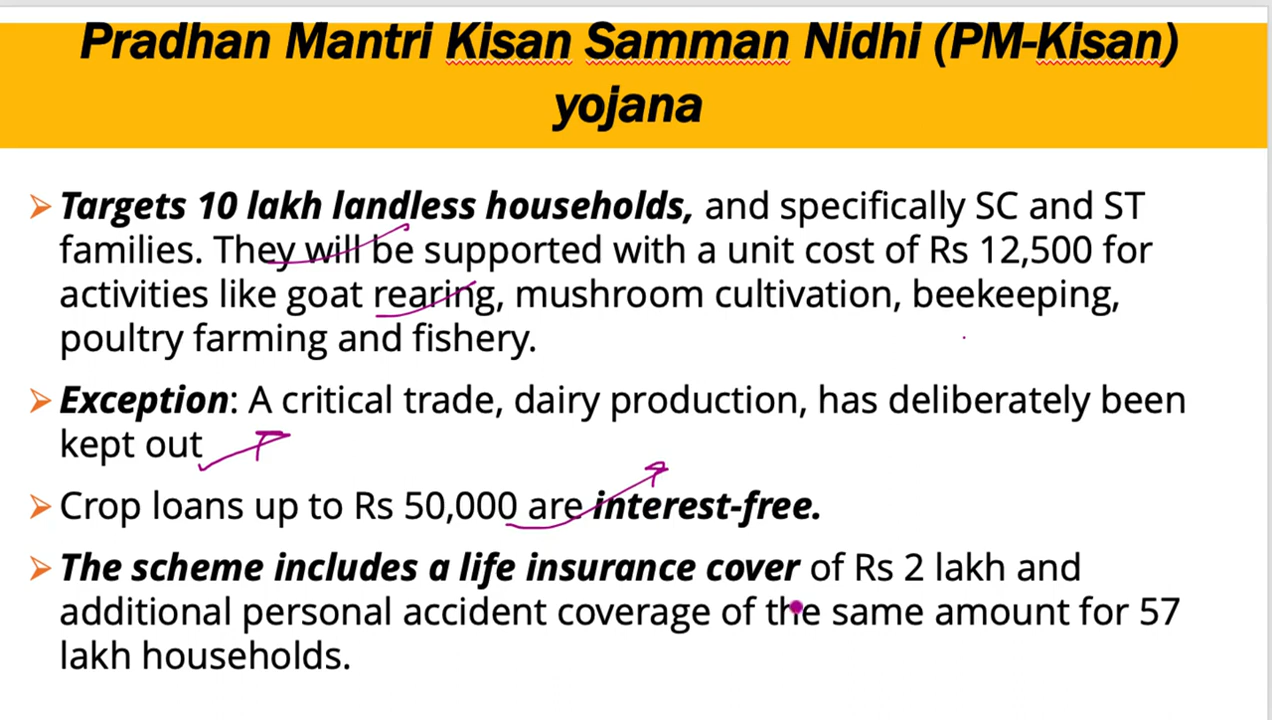 Pradhan Mantri Kisan Samman Nidhi (PM-Kisan)
yojana
Targets 10 lakh landless households, and specifically SC and ST
families. They will be supported with a unit cost of Rs 12,500 for
activities like goat rearing, mushroom cultivation, beekeeping,
poultry farming and fishery.
Exception: A critical trade, dairy production, has deliberately been
kept out
Crop loans up to Rs 50,000 are interest-free.
The scheme includes a life insurance cover of Rs 2 lakh and
additional personal accident coverage of the same amount for 57
lakh households.